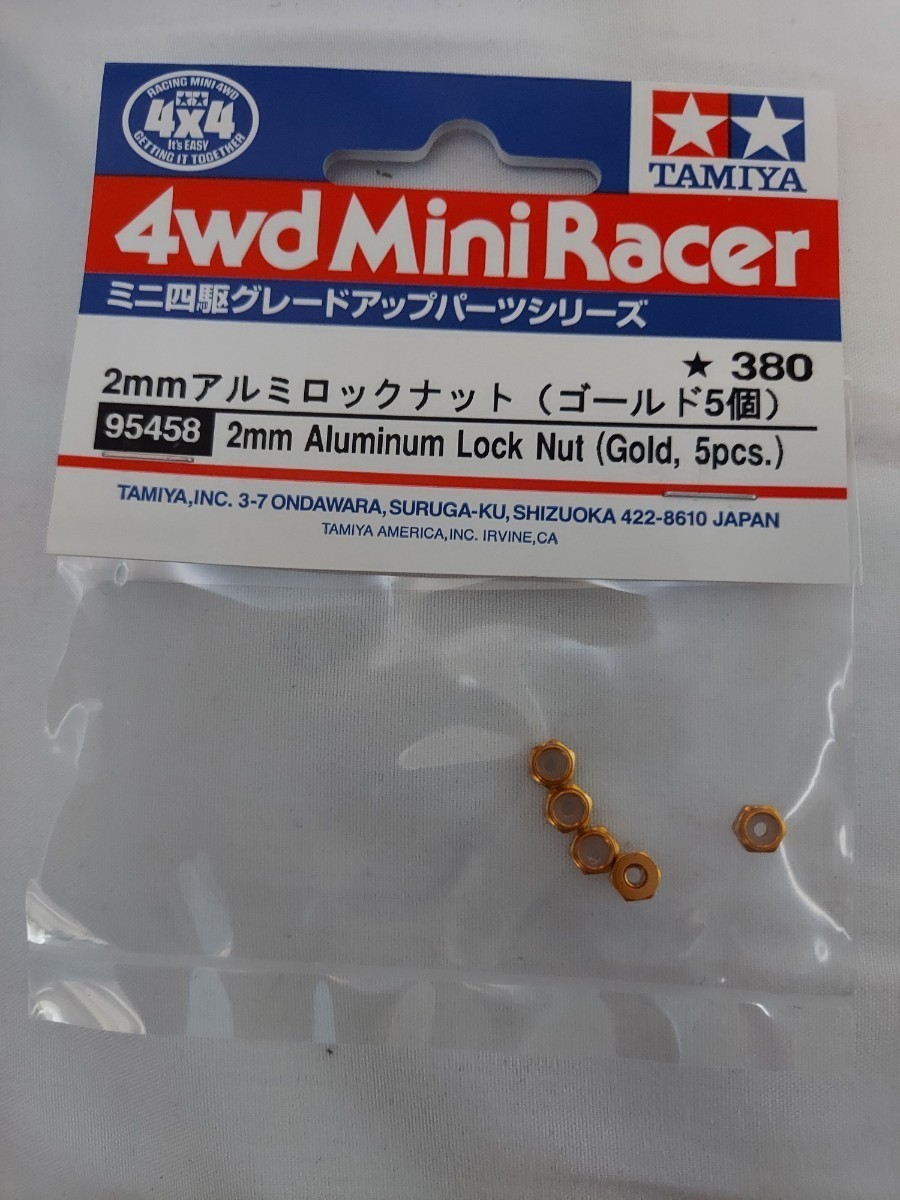 RACING MINI 4WD
4x4
It's EASY
GETTING IT TOGETHER
TAMIYA
4wd Mini Racer
ミニ四駆グレードアップパーツシリーズ
★ 380
2mmアルミロックナット（ゴールド5個）
95458 2mm Aluminum Lock Nut (Gold, 5pcs.)
TAMIYA,INC. 3-7 ONDAWARA, SURUGA-KU, SHIZUOKA 422-8610 JAPAN
TAMIYA AMERICA,INC. IRVINE,CA